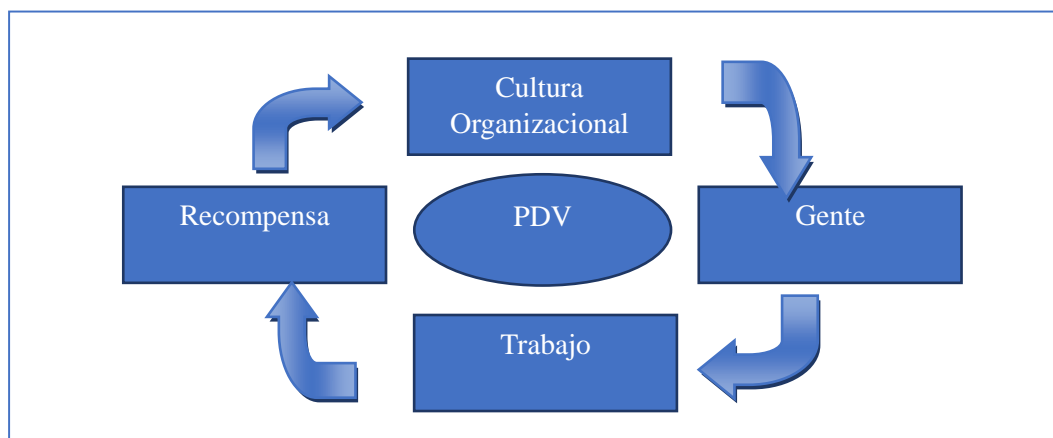 Cultura
Organizacional
Recompensa
PDV
Gente
Trabajo